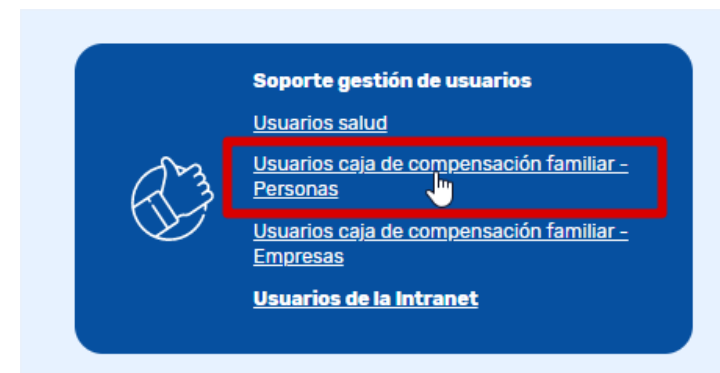 Soporte gestión de usuarios
Usuarios salud
Usuarios caja de compensación familiar -
Personas
Usuarios caja de compensación familiar -
Empresas
Usuarios de la Intranet